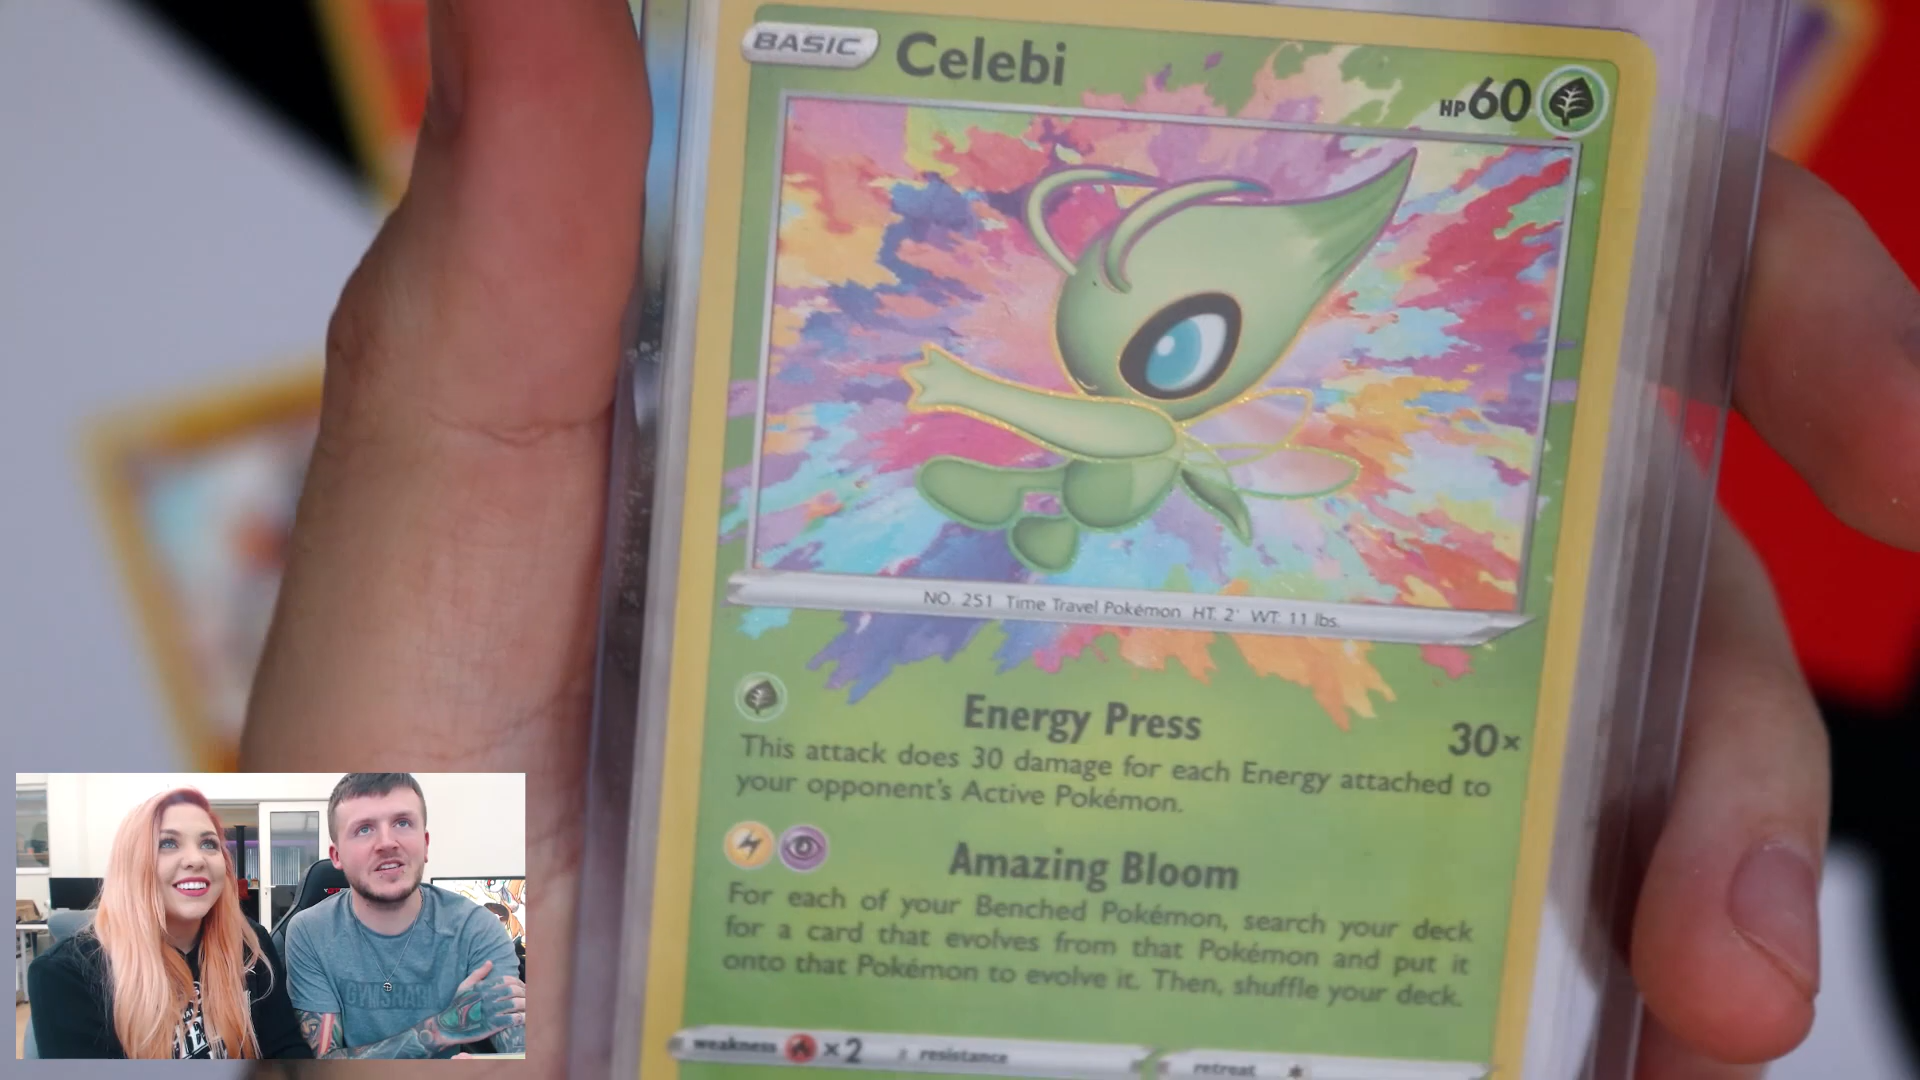 BASIC Celebi HP60
NO. 251 Time Travel Pokémon HT. 2' WT. 11 lbs.
Energy Press 30×
This attack does 30 damage for each Energy attached to
your opponent's Active Pokémon.
Amazing Bloom
For each of your Benched Pokémon, search your deck
for a card that evolves from that Pokémon and put it
onto that Pokémon to evolve it. Then, shuffle your deck.
weakness ×2 resistance retreat
GYMSHARK